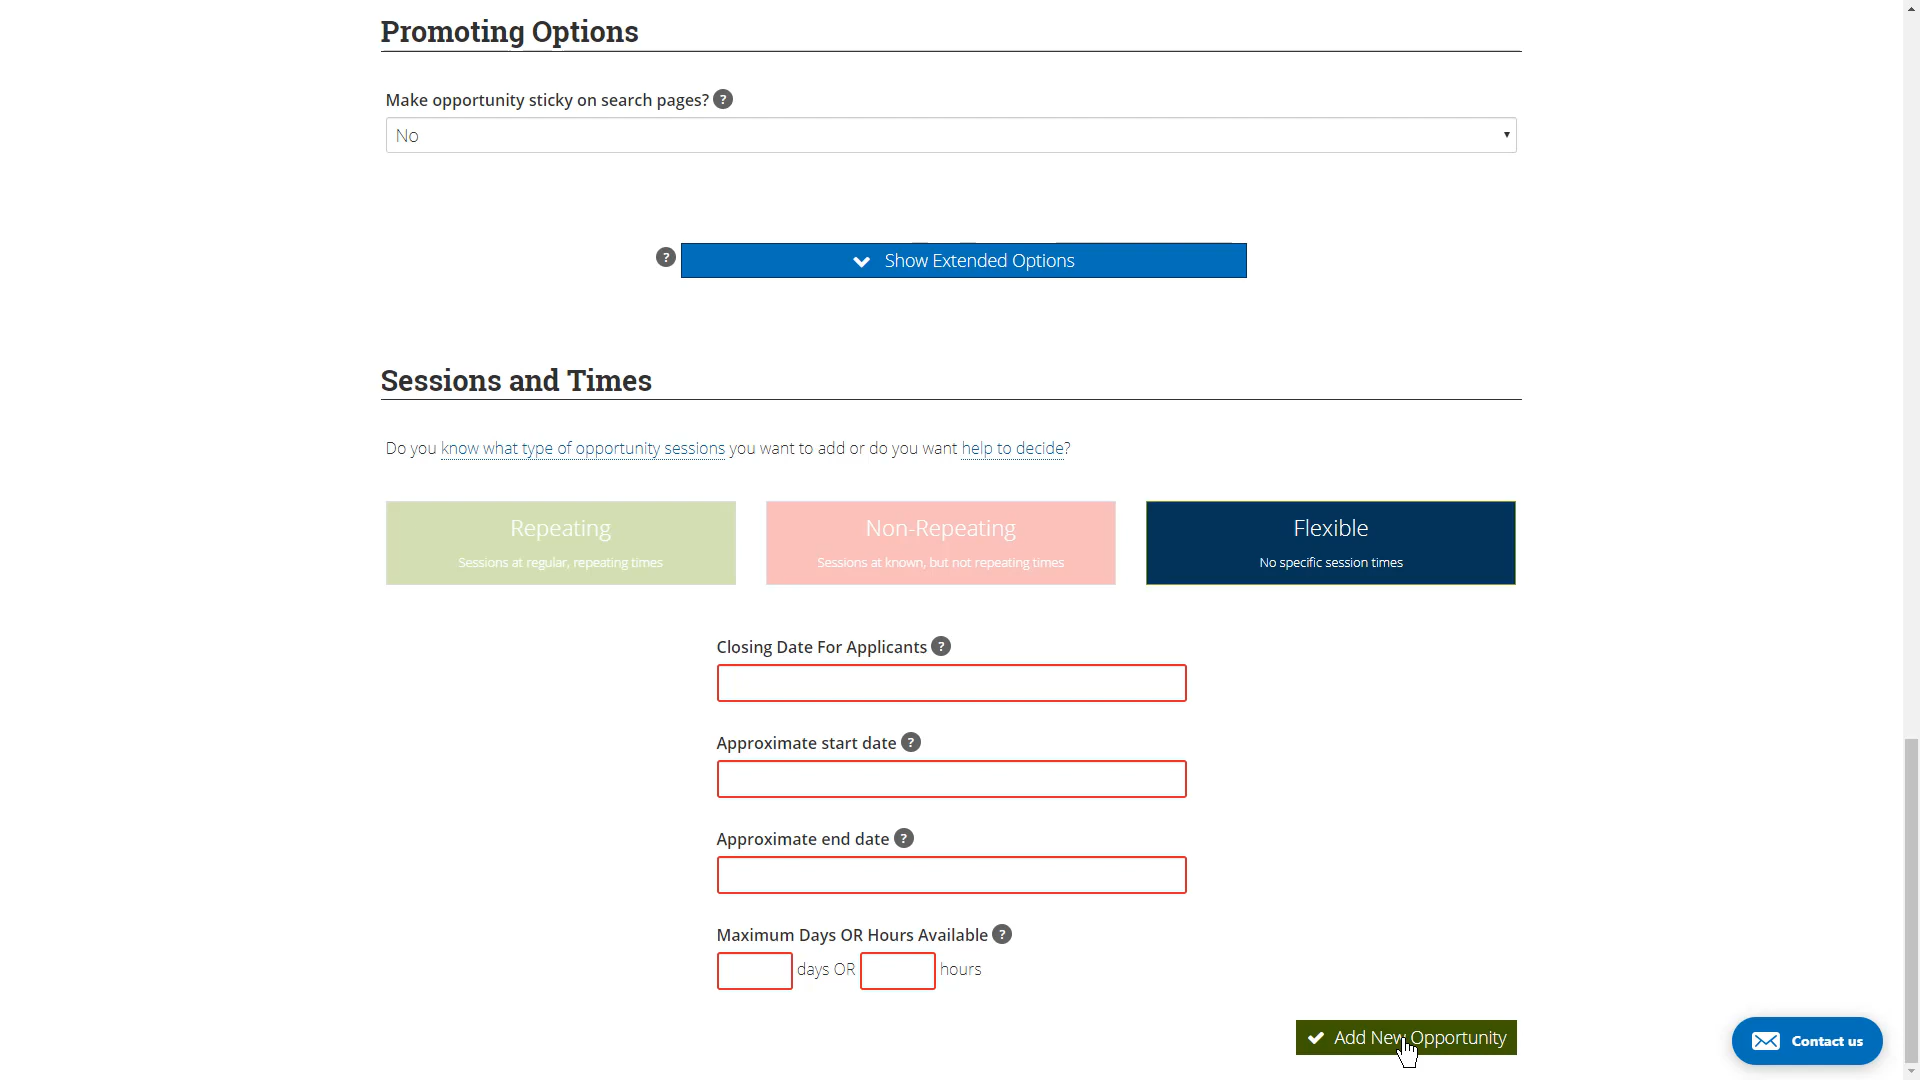 Promoting Options
Make opportunity sticky on search pages? ?
No
? Show Extended Options
Sessions and Times
Do you know what type of opportunity sessions you want to add or do you want help to decide?
Repeating
Sessions at regular, repeating times
Non-Repeating
Sessions at known, but not repeating times
Flexible
No specific session times
Closing Date For Applicants ?
Approximate start date ?
Approximate end date ?
Maximum Days OR Hours Available ?
days OR hours
Add New Opportunity
Contact us